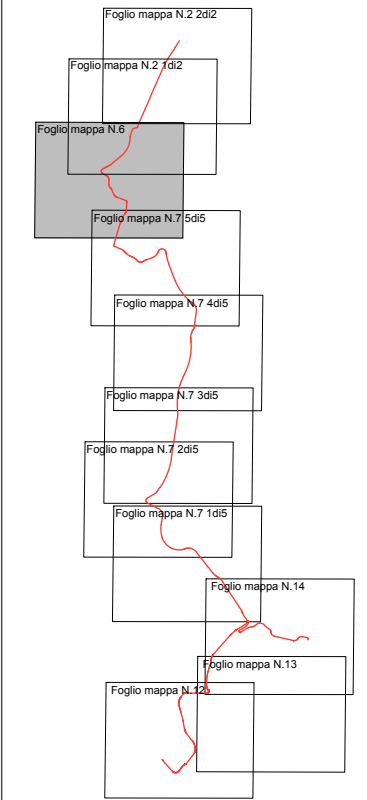 Foglio mappa N.2 2di2
Foglio mappa N.2 1di2
Foglio mappa N.6
Foglio mappa N.7 5di5
Foglio mappa N.7 4di5
Foglio mappa N.7 3di5
Foglio mappa N.7 2di5
Foglio mappa N.7 1di5
Foglio mappa N.14
Foglio mappa N.13
Foglio mappa N.12